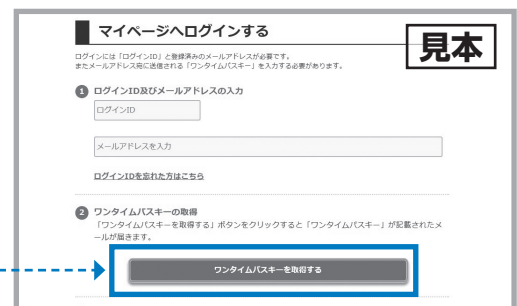 マイページへログインする
見本
ログインには「ログインID」と登録済みのメールアドレスが必要です。
またメールアドレス宛に送信される「ワンタイムパスキー」を入力する必要があります。
1 ログインID及びメールアドレスの入力
ログインID
メールアドレスを入力
ログインIDを忘れた方はこちら
2 ワンタイムパスキーの取得
「ワンタイムパスキーを取得する」ボタンをクリックすると「ワンタイムパスキー」が記載されたメ
ールが届きます。
ワンタイムパスキーを取得する